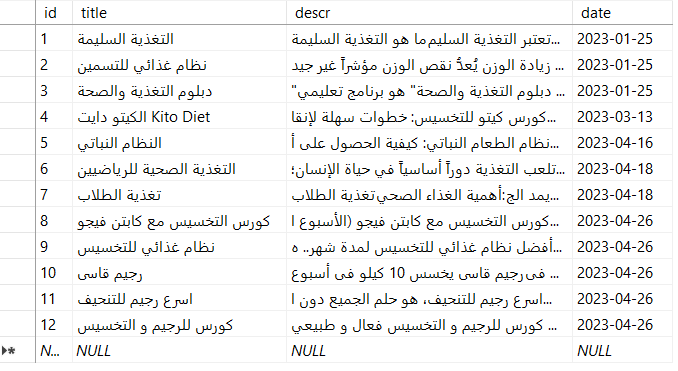 id title descr date
1 التغذية السليمة تعتبر التغذية السليم‌ما هو التغذية السليمة... 2023-01-25
2 نظام غذائي للتسمين زيادة الوزن يُعدُّ نقص الوزن مؤشراً غير جيد... 2023-01-25
3 دبلوم التغذية والصحة دبلوم التغذية والصحة" هو برنامج تعليمي"... 2023-01-25
4 الكيتو دايت Kito Diet كورس كيتو للتخسيس: خطوات سهلة لإنقا... 2023-03-13
5 النظام النباتي نظام الطعام النباتي: كيفية الحصول على أ... 2023-04-16
6 التغذية الصحية للرياضيين تلعب التغذية دوراً أساسياً في حياة الإنسان؛... 2023-04-18
7 تغذية الطلاب يمد الج:أهمية الغذاء الصحي‌تغذية الطلاب... 2023-04-18
8 كورس التخسيس مع كابتن فيجو كورس التخسيس مع كابتن فيجو (الأسبوع ا... 2023-04-26
9 نظام غذائي للتخسيس أفضل نظام غذائي للتخسيس لمدة شهر.. ه... 2023-04-26
10 رجيم قاسى فى رجيم قاسى يخسس 10 كيلو فى أسبوع... 2023-04-26
11 اسرع رجيم للتنحيف اسرع رجيم للتنحيف، هو حلم الجميع دون ا... 2023-04-26
12 كورس للرجيم و التخسيس كورس للرجيم و التخسيس فعال و طبيعي... 2023-04-26
N... NULL NULL NULL